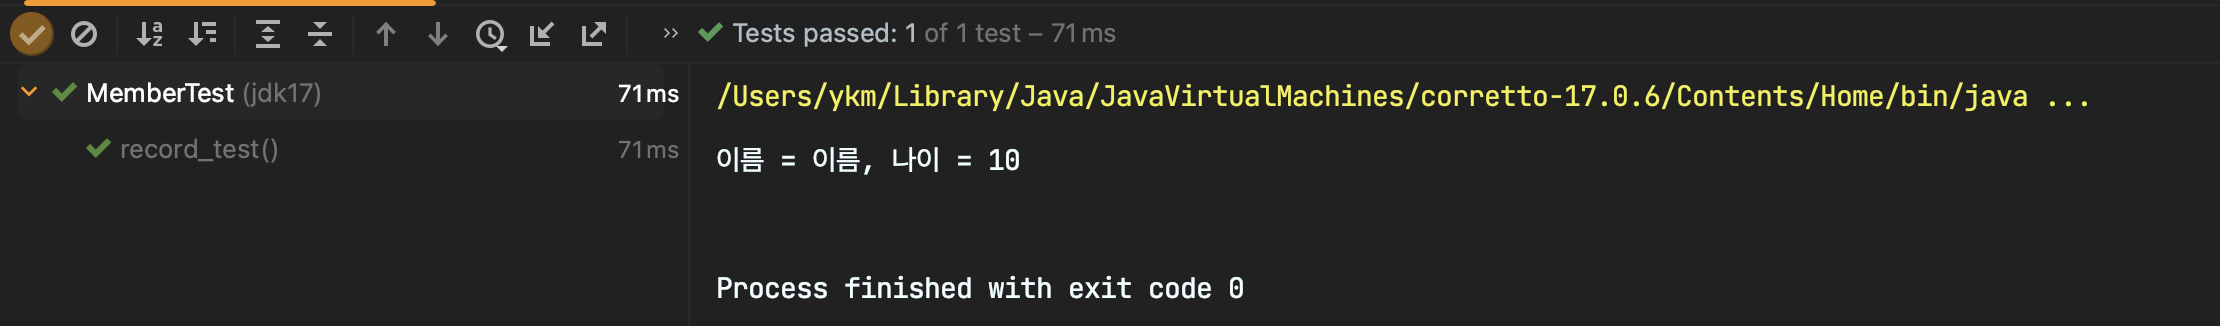 Tests passed: 1 of 1 test – 71 ms
MemberTest (jdk17) 71 ms
record_test() 71 ms
/Users/ykm/Library/Java/JavaVirtualMachines/corretto-17.0.6/Contents/Home/bin/java ...
이름 = 이름, 나이 = 10
Process finished with exit code 0